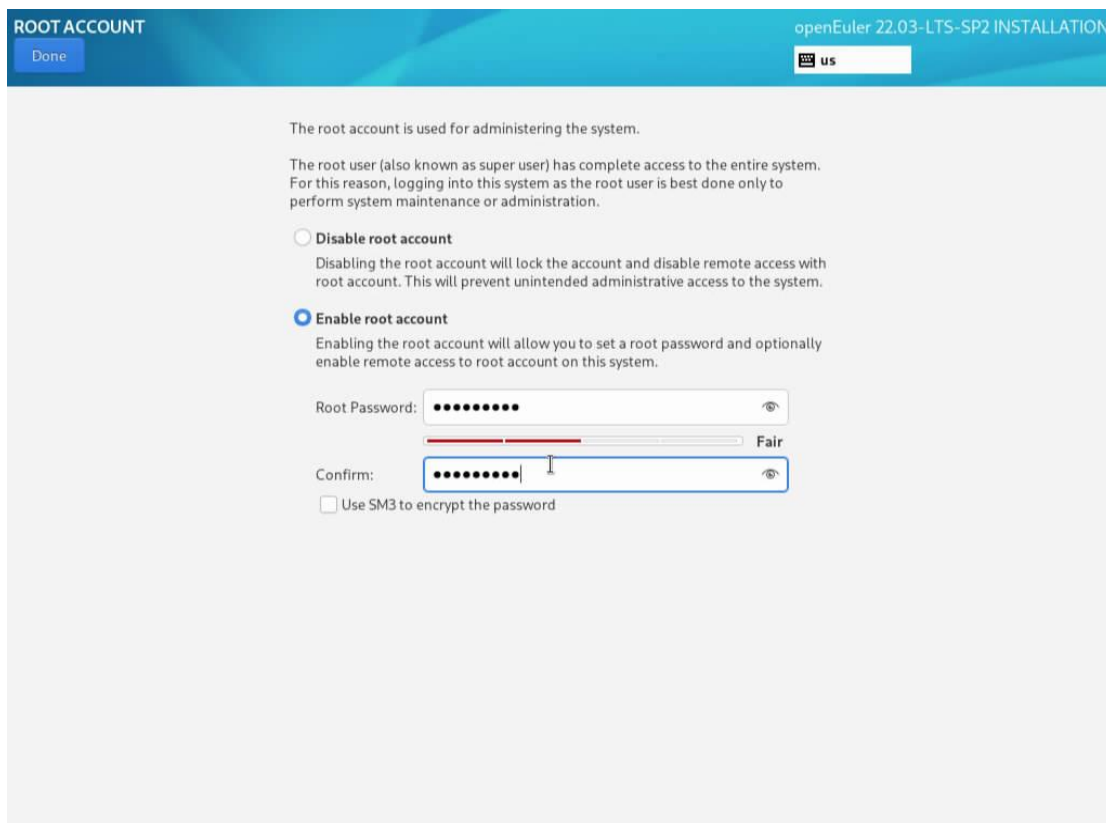 ROOT ACCOUNT
openEuler 22.03-LTS-SP2 INSTALLATION
Done
us
The root account is used for administering the system.
The root user (also known as super user) has complete access to the entire system.
For this reason, logging into this system as the root user is best done only to
perform system maintenance or administration.
Disable root account
Disabling the root account will lock the account and disable remote access with
root account. This will prevent unintended administrative access to the system.
Enable root account
Enabling the root account will allow you to set a root password and optionally
enable remote access to root account on this system.
Root Password: ●●●●●●●●●
Fair
Confirm: ●●●●●●●●●
Use SM3 to encrypt the password